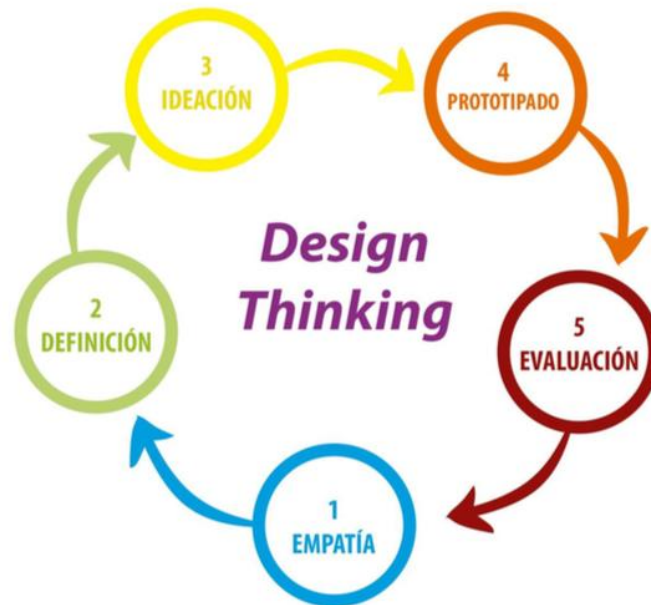 Design
Thinking
1
EMPATÍA
2
DEFINICIÓN
3
IDEACIÓN
4
PROTOTIPADO
5
EVALUACIÓN